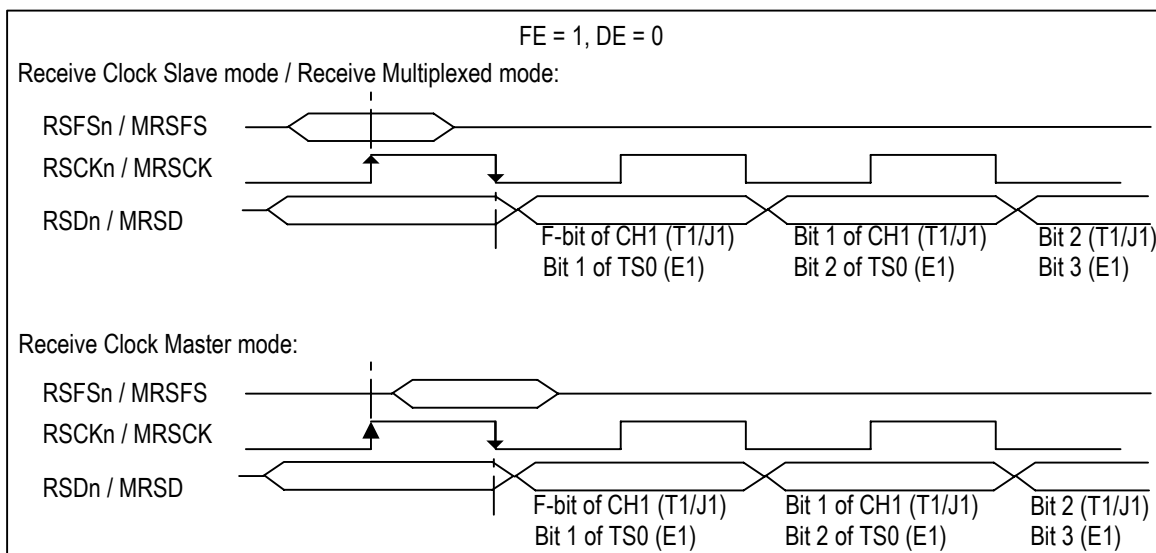 FE = 1, DE = 0
Receive Clock Slave mode / Receive Multiplexed mode:
RSFSn / MRSFS
RSCKn / MRSCK
RSDn / MRSD
F-bit of CH1 (T1/J1) Bit 1 of CH1 (T1/J1) Bit 2 (T1/J1)
Bit 1 of TS0 (E1) Bit 2 of TS0 (E1) Bit 3 (E1)
Receive Clock Master mode:
RSFSn / MRSFS
RSCKn / MRSCK
RSDn / MRSD
F-bit of CH1 (T1/J1) Bit 1 of CH1 (T1/J1) Bit 2 (T1/J1)
Bit 1 of TS0 (E1) Bit 2 of TS0 (E1) Bit 3 (E1)